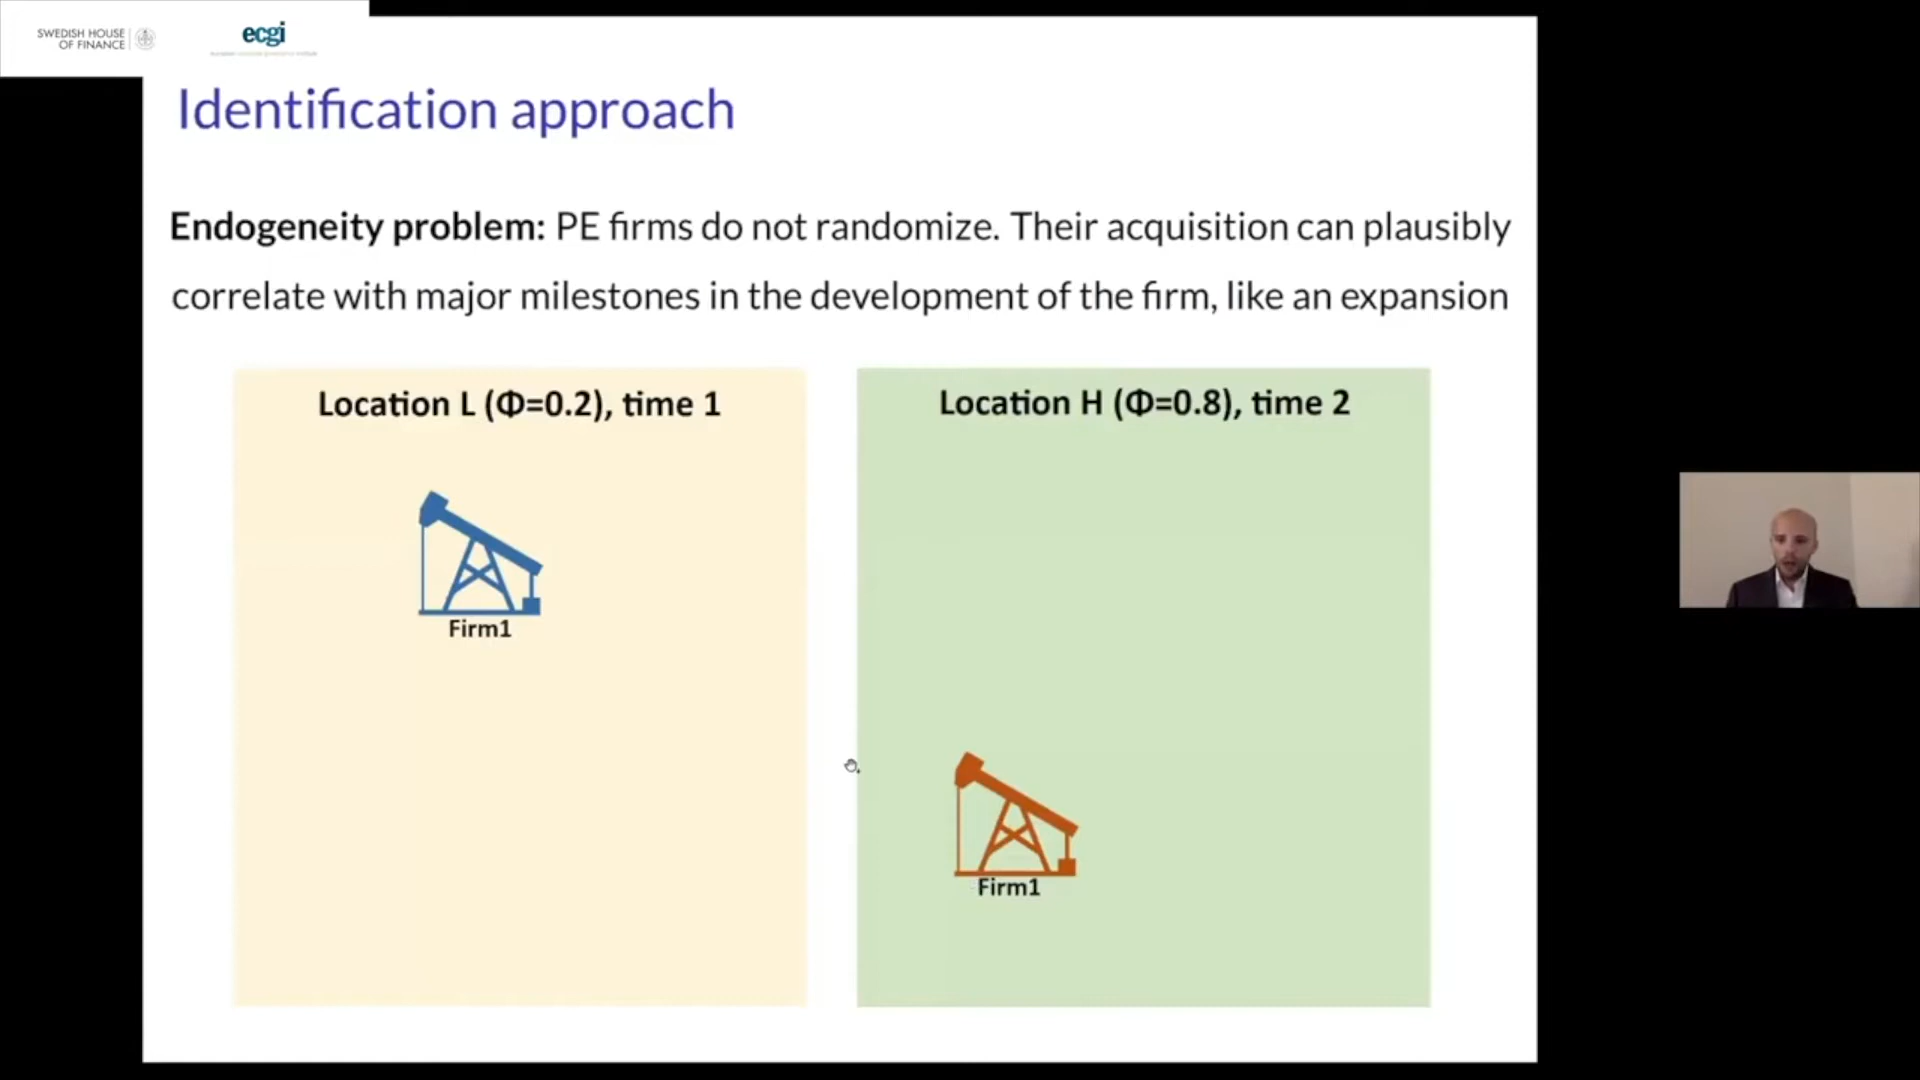 SWEDISH HOUSE
OF FINANCE
ecgi
Identification approach
Endogeneity problem: PE firms do not randomize. Their acquisition can plausibly
correlate with major milestones in the development of the firm, like an expansion
Location L (Φ=0.2), time 1
Location H (Φ=0.8), time 2
Firm1
Firm1